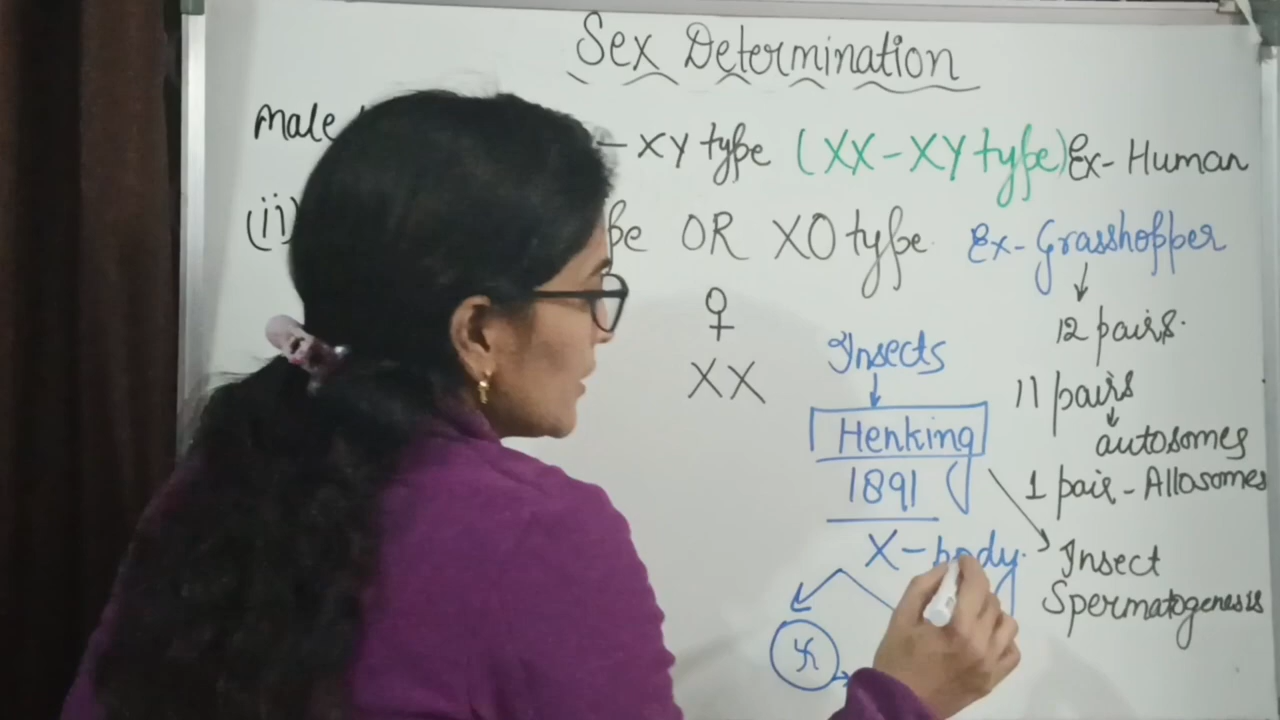 Sex Determination
Male – XY type (XX-XY type) Ex- Human
(ii) OR XO type Ex- Grasshopper
♀
12 pairs.
XX
Insects
11 pairs
autosomes
Henking
1 pair - Allosomes
1891
X-body.
Insect
Spermatogenesis